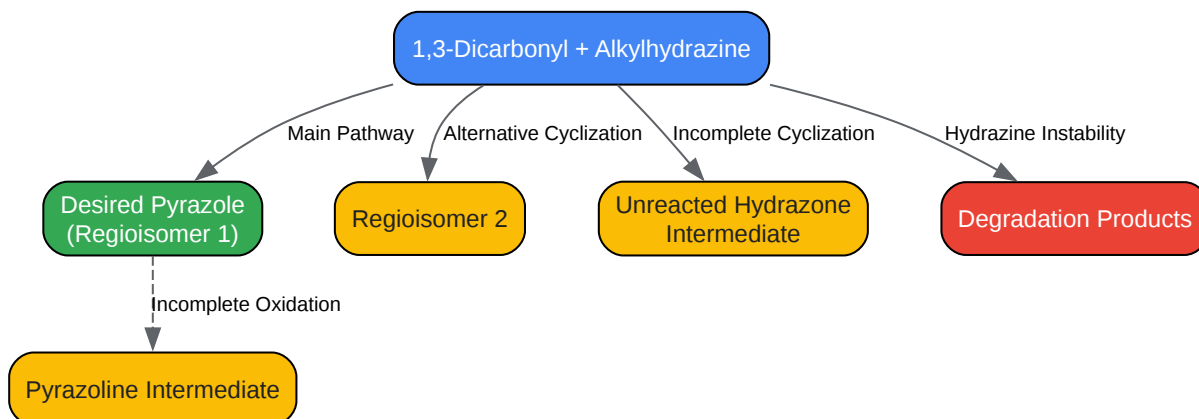 1,3-Dicarbonyl + Alkylhydrazine
Main Pathway
Alternative Cyclization
Incomplete Cyclization
Hydrazine Instability
Desired Pyrazole
(Regioisomer 1)
Regioisomer 2
Unreacted Hydrazone
Intermediate
Degradation Products
Incomplete Oxidation
Pyrazoline Intermediate